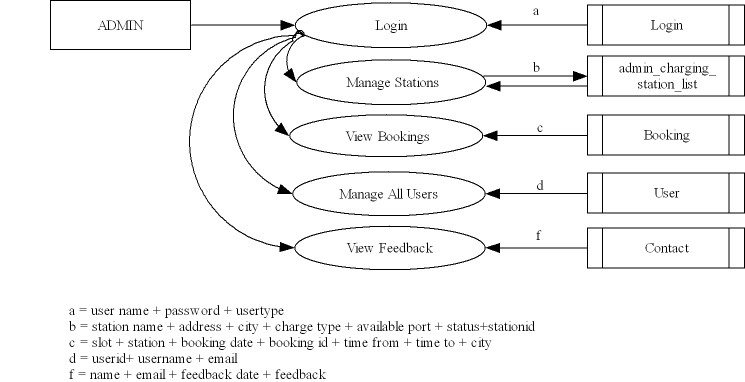 ADMIN
Login
a
Login
Manage Stations
b
admin_charging_
station_list
View Bookings
c
Booking
Manage All Users
d
User
View Feedback
f
Contact
a = user name + password + usertype
b = station name + address + city + charge type + available port + status+stationid
c = slot + station + booking date + booking id + time from + time to + city
d = userid+ username + email
f = name + email + feedback date + feedback